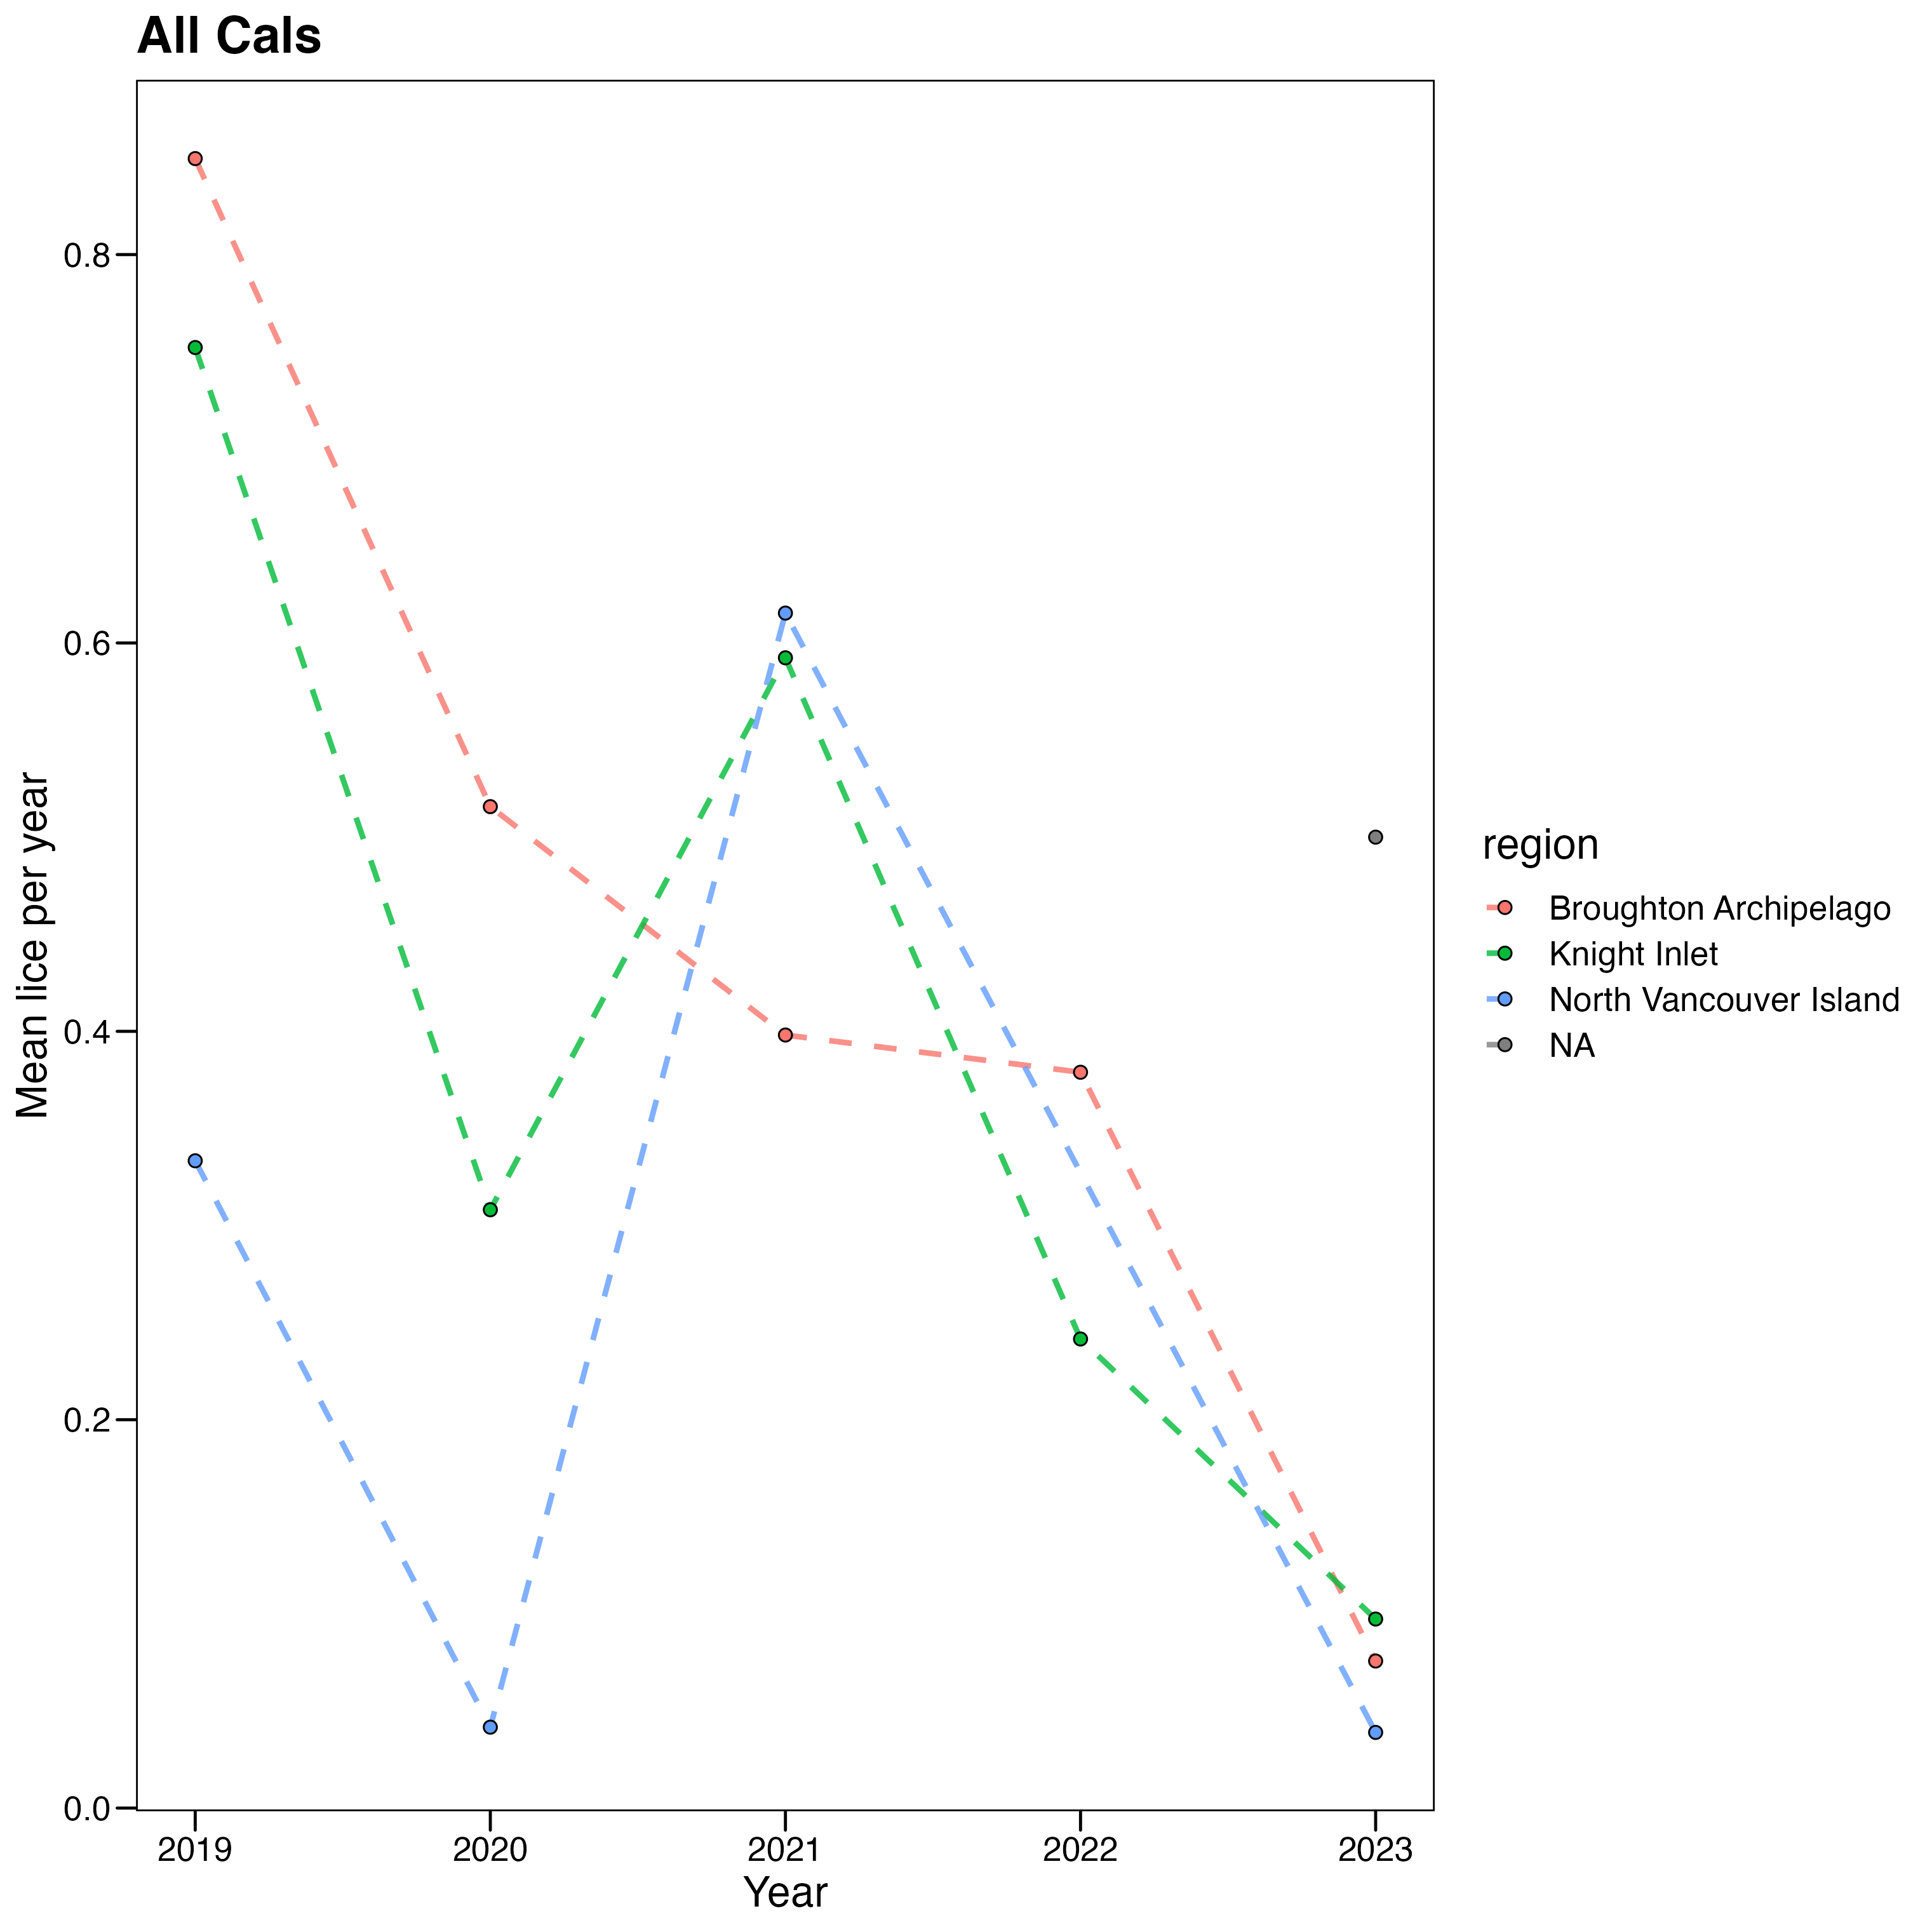 All Cals
0.8
0.6
0.4
0.2
0.0
Mean lice per year
2019 2020 2021 2022 2023
Year
region
Broughton Archipelago
Knight Inlet
North Vancouver Island
NA